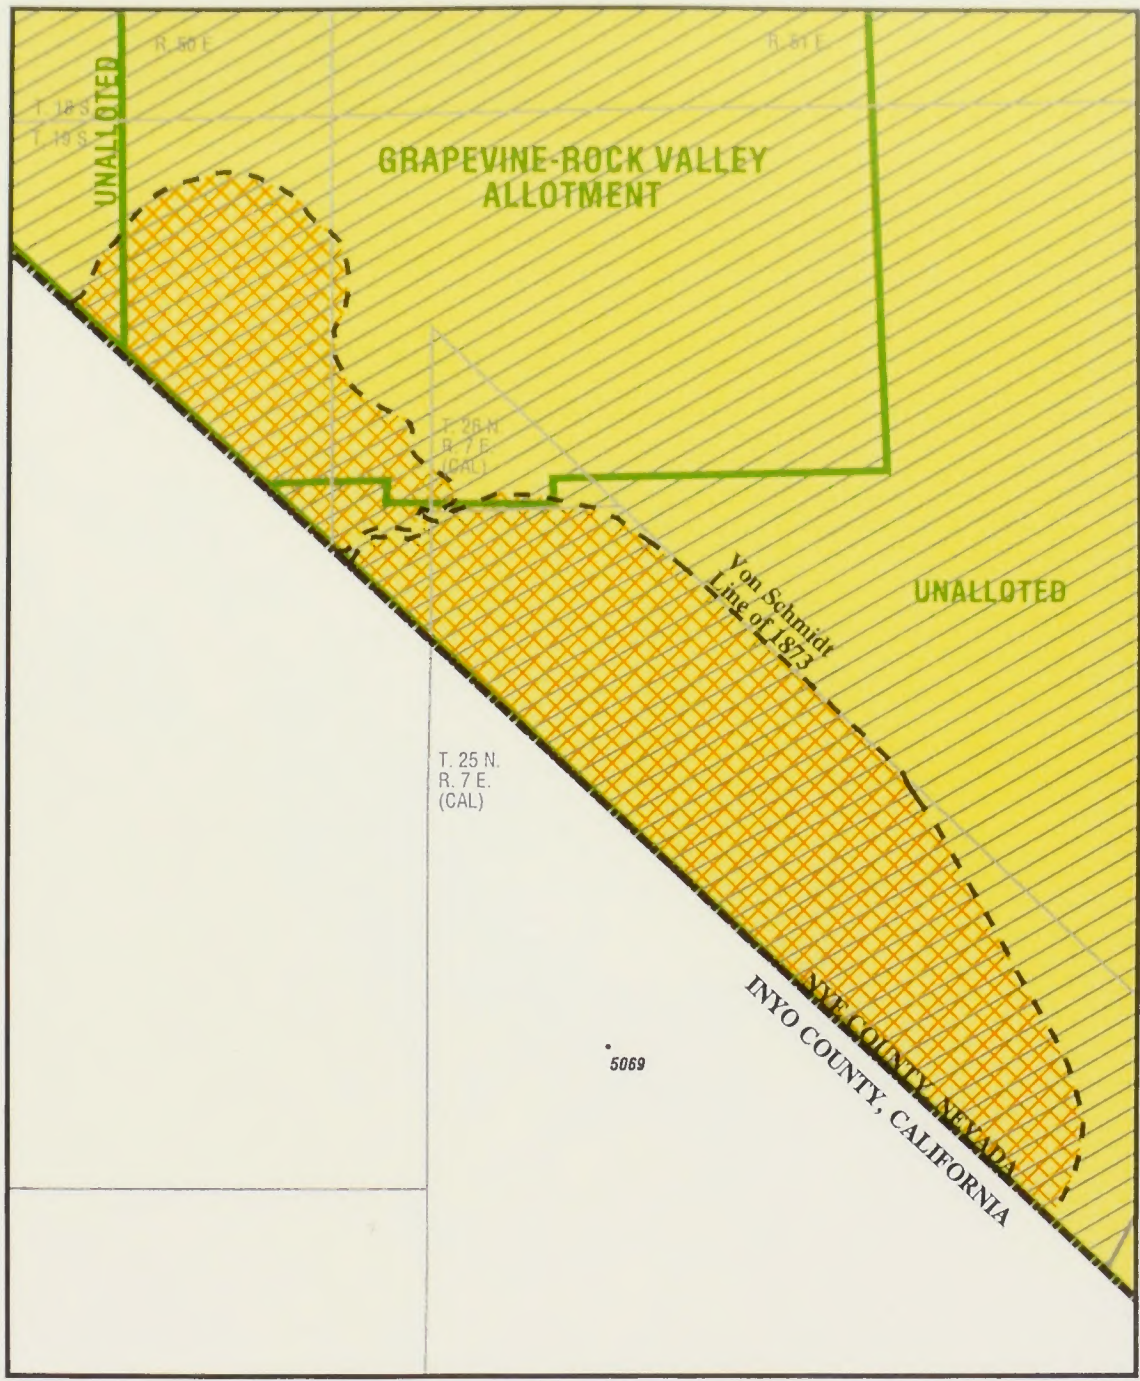 R. 50 E.
R. 51 E.
UNALLOTED
T. 18 S.
T. 19 S.
GRAPEVINE-ROCK VALLEY
ALLOTMENT
T. 26 N.
R. 7 E.
(CAL)
Von Schmidt
Line of 1873
UNALLOTED
T. 25 N.
R. 7 E.
(CAL)
NYE COUNTY, NEVADA
INYO COUNTY, CALIFORNIA
5069